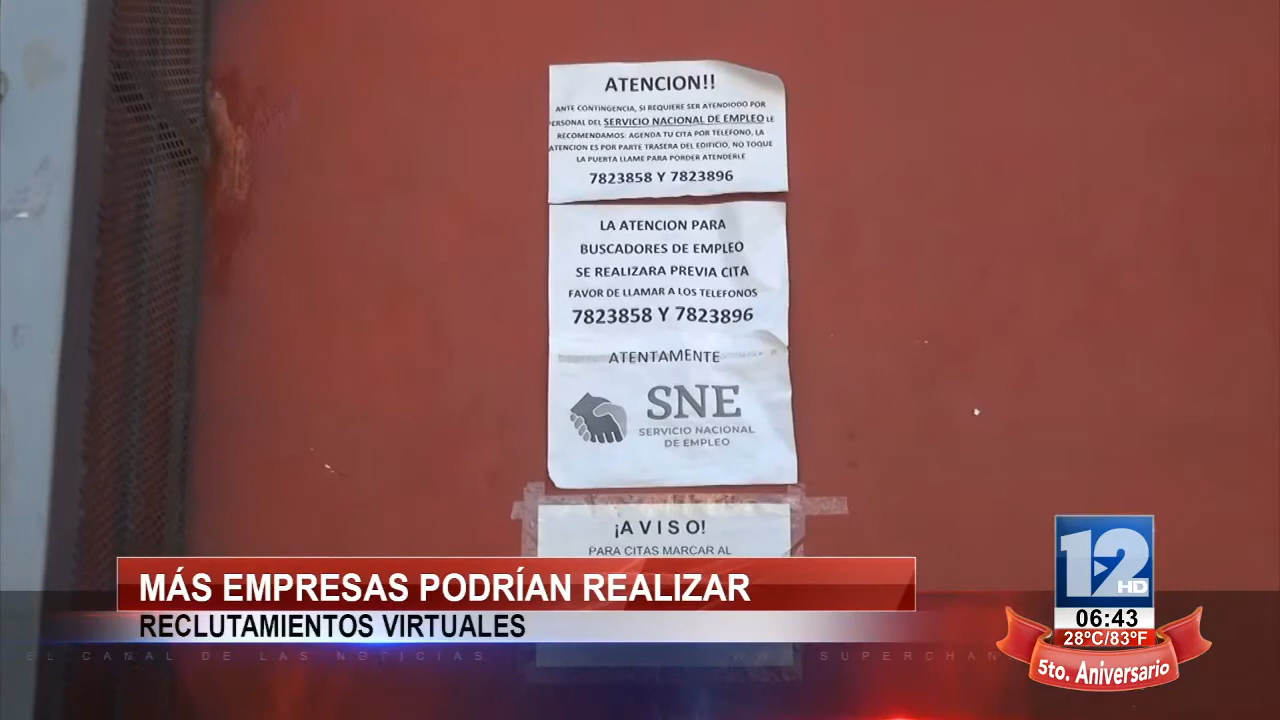 ATENCION!!
ANTE CONTINGENCIA, SI REQUIERE SER ATENDIODO POR
ERSONAL DEL SERVICIO NACIONAL DE EMPLEO LE
RECOMENDAMOS: AGENDA TU CITA POR TELEFONO, LA
ATENCION ES POR PARTE TRASERA DEL EDIFICIO, NO TOQUE
LA PUERTA LLAME PARA PORDER ATENDERLE
7823858 Y 7823896
LA ATENCION PARA
BUSCADORES DE EMPLEO
SE REALIZARA PREVIA CITA
FAVOR DE LLAMAR A LOS TELEFONOS
7823858 Y 7823896
ATENTAMENTE
SNE
SERVICIO NACIONAL
DE EMPLEO
¡AVISO!
PARA CITAS MARCAR AL
MÁS EMPRESAS PODRÍAN REALIZAR
RECLUTAMIENTOS VIRTUALES
EL CANAL DE LAS NOTICIAS
SUPERCHAN
12
HD
06:43
28°C/83°F
5to. Aniversario